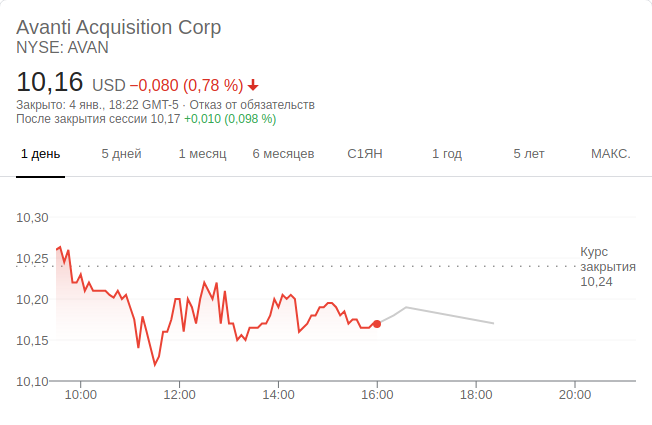 Avanti Acquisition Corp
NYSE: AVAN
10,16 USD −0,080 (0,78 %)
Закрыто: 4 янв., 18:22 GMT-5 · Отказ от обязательств
После закрытия сессии 10,17 +0,010 (0,098 %)
1 день 5 дней 1 месяц 6 месяцев С1ЯН 1 год 5 лет МАКС.
10,30
10,25
10,20
10,15
10,10
Курс
закрытия
10,24
10:00 12:00 14:00 16:00 18:00 20:00